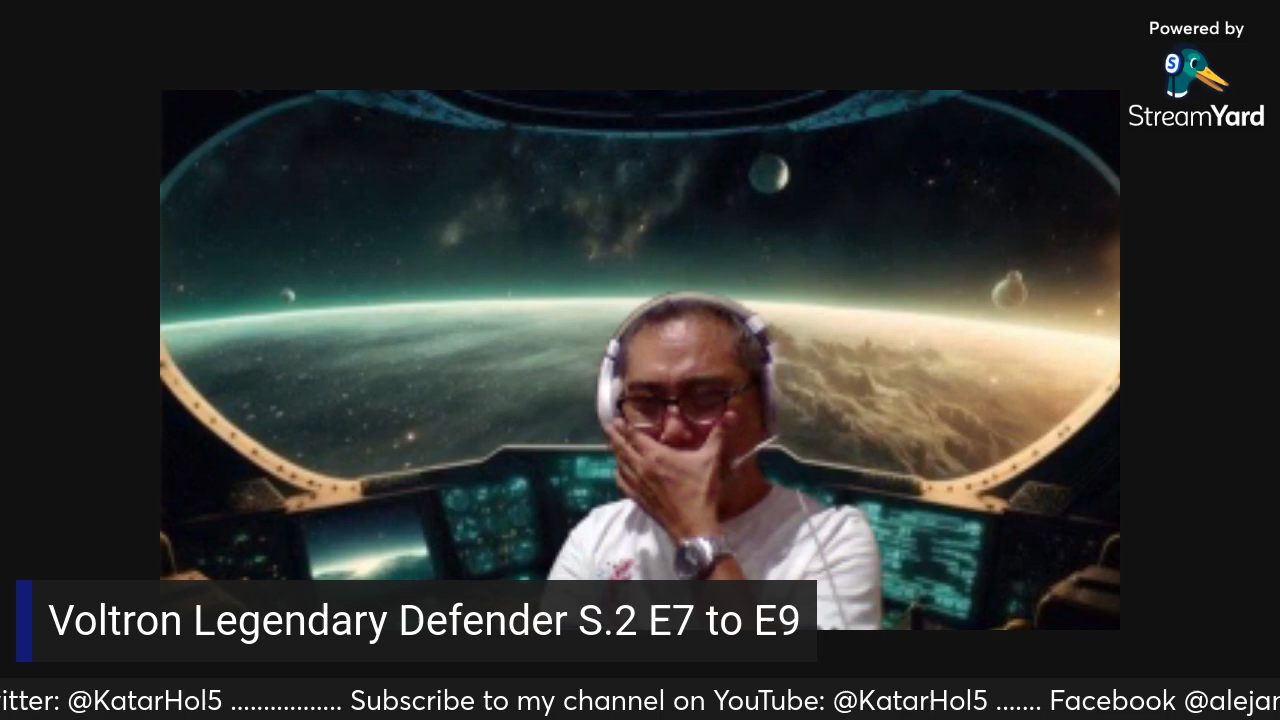 Powered by
S
StreamYard
Voltron Legendary Defender S.2 E7 to E9
itter: @KatarHol5 ................. Subscribe to my channel on YouTube: @KatarHol5 ....... Facebook @alejar